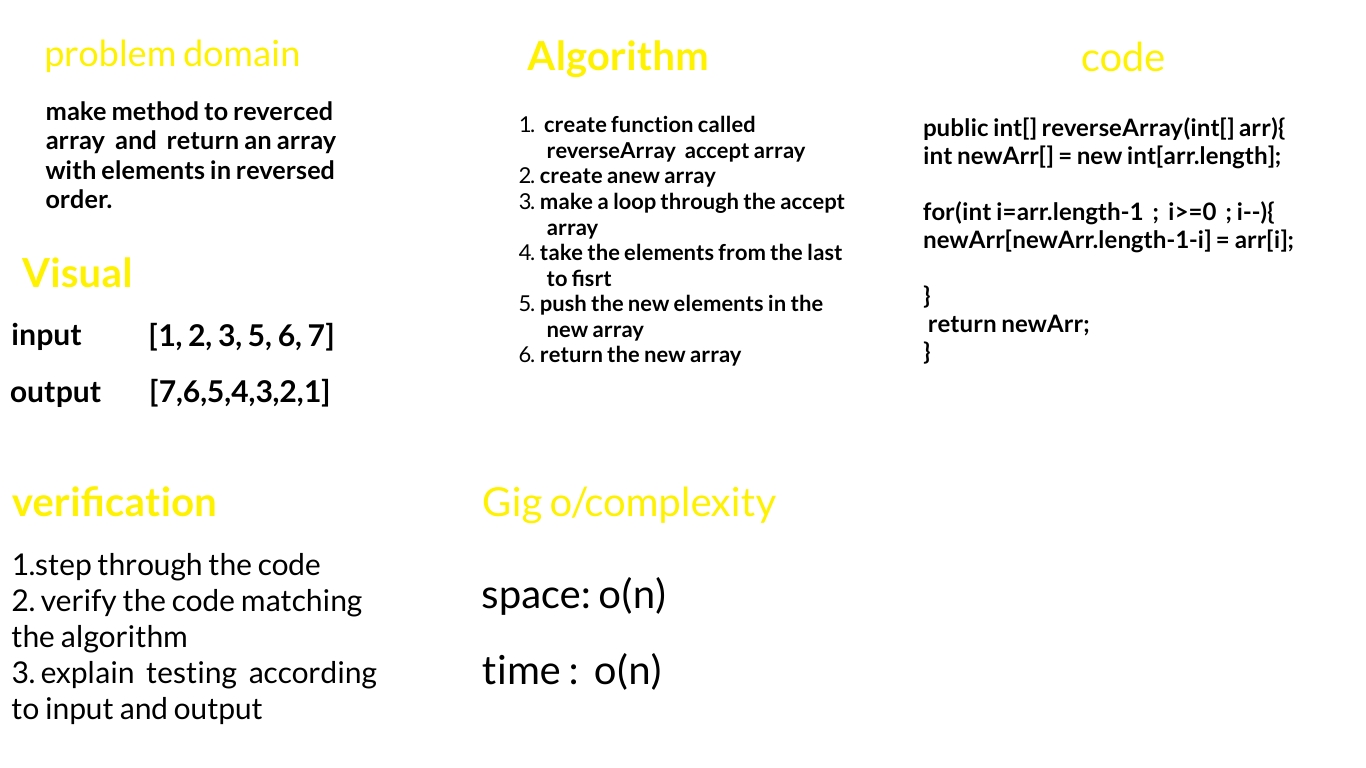 problem domain
make method to reverced
array and return an array
with elements in reversed
order.
Visual
input [1, 2, 3, 5, 6, 7]
output [7,6,5,4,3,2,1]
Algorithm
1. create function called
reverseArray accept array
2. create anew array
3. make a loop through the accept
array
4. take the elements from the last
to fisrt
5. push the new elements in the
new array
6. return the new array
code
public int[] reverseArray(int[] arr){
int newArr[] = new int[arr.length];
for(int i=arr.length-1 ; i>=0 ; i--){
newArr[newArr.length-1-i] = arr[i];
}
return newArr;
}
verification
1.step through the code
2. verify the code matching
the algorithm
3. explain testing according
to input and output
Gig o/complexity
space: o(n)
time : o(n)